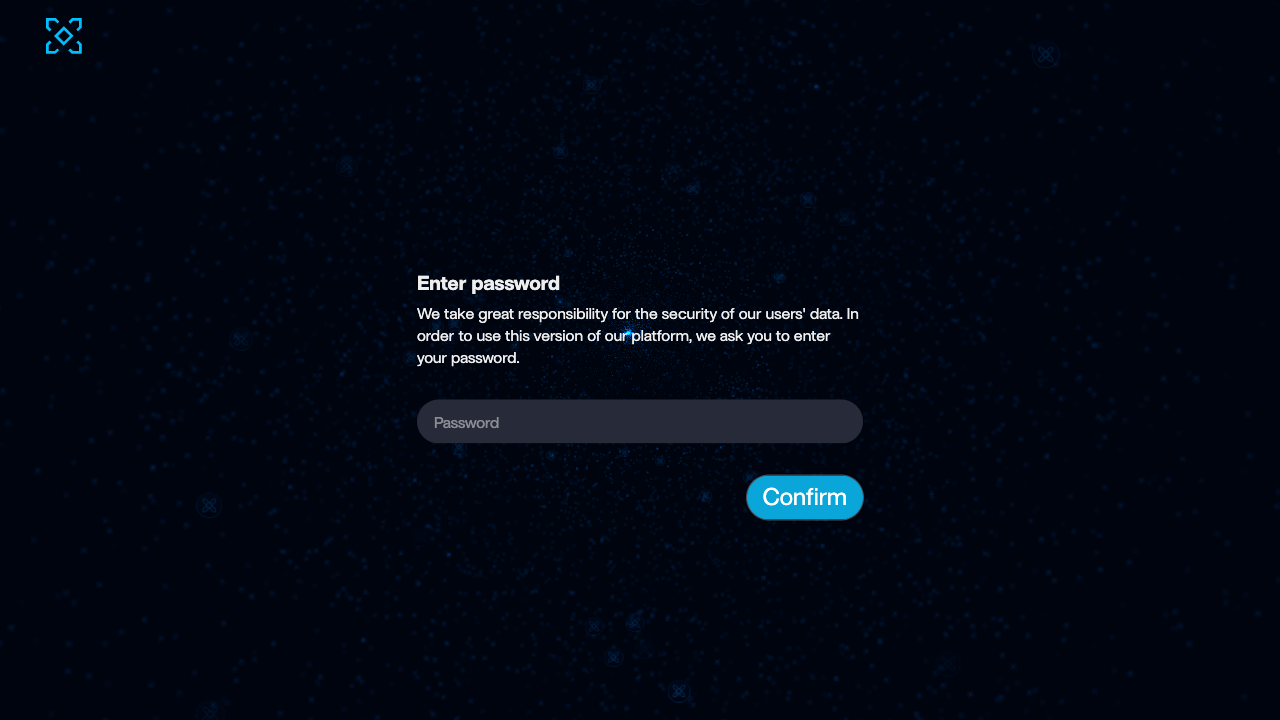 Enter password
We take great responsibility for the security of our users' data. In
order to use this version of our platform, we ask you to enter
your password.
Password
Confirm